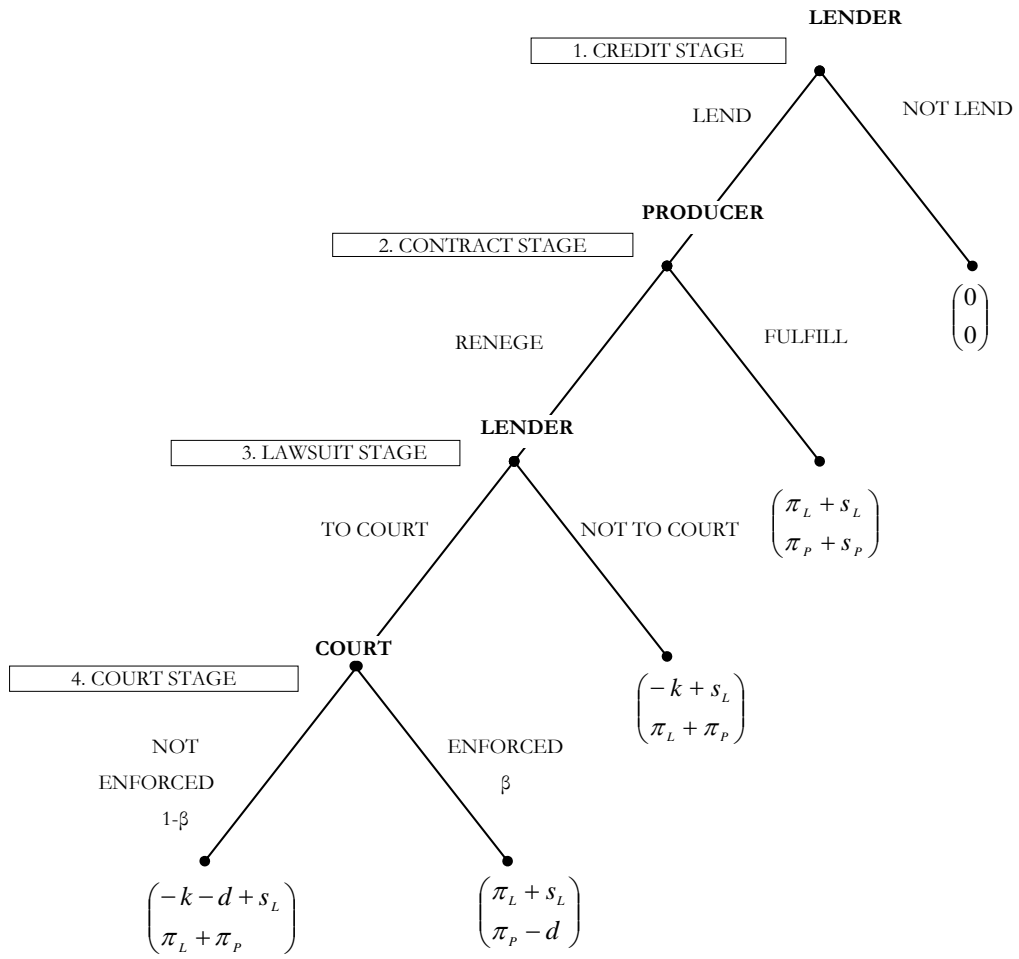 LENDER
1. CREDIT STAGE
LEND
NOT LEND
PRODUCER
2. CONTRACT STAGE
(0
0)
RENEGE
FULFILL
LENDER
3. LAWSUIT STAGE
TO COURT
NOT TO COURT
(π_L + s_L
π_P + s_P)
COURT
4. COURT STAGE
(−k + s_L
π_L + π_P)
NOT
ENFORCED
1-β
ENFORCED
β
(−k − d + s_L
π_L + π_P)
(π_L + s_L
π_P − d)